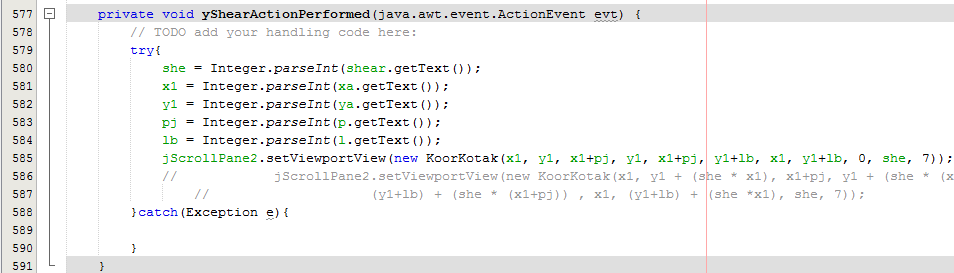 577 private void yShearActionPerformed(java.awt.event.ActionEvent evt) {
578 // TODO add your handling code here:
579 try{
580 she = Integer.parseInt(shear.getText());
581 x1 = Integer.parseInt(xa.getText());
582 y1 = Integer.parseInt(ya.getText());
583 pj = Integer.parseInt(p.getText());
584 lb = Integer.parseInt(l.getText());
585 jScrollPane2.setViewportView(new KoorKotak(x1, y1, x1+pj, y1, x1+pj, y1+lb, x1, y1+lb, 0, she, 7));
586 // jScrollPane2.setViewportView(new KoorKotak(x1, y1 + (she * x1), x1+pj, y1 + (she * (x
587 // (y1+lb) + (she * (x1+pj)) , x1, (y1+lb) + (she *x1), she, 7));
588 }catch(Exception e){
589
590 }
591 }